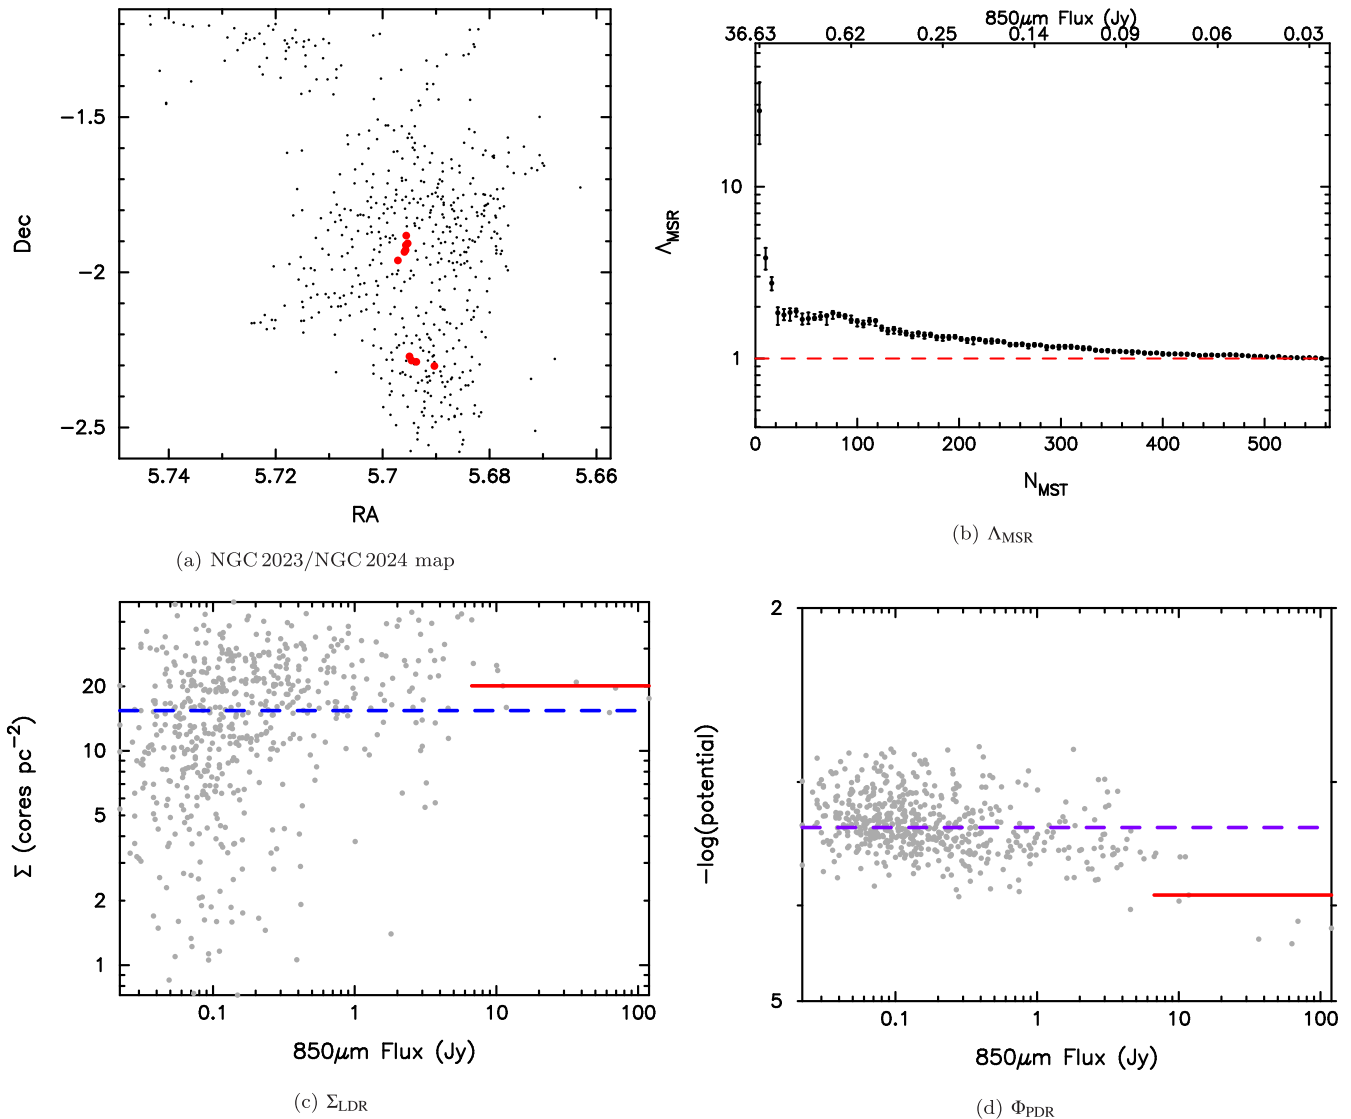 −1.5
−2
−2.5
Dec
5.74
5.72
5.7
5.68
5.66
RA
(a) NGC 2023/NGC 2024 map
850μm Flux (Jy)
36.63
0.62
0.25
0.14
0.09
0.06
0.03
10
1
Λ_MSR
0
100
200
300
400
500
N_MST
(b) Λ_MSR
20
10
5
2
1
Σ (cores pc⁻²)
0.1
1
10
100
850μm Flux (Jy)
(c) Σ_LDR
2
5
−log(potential)
0.1
1
10
100
850μm Flux (Jy)
(d) Φ_PDR